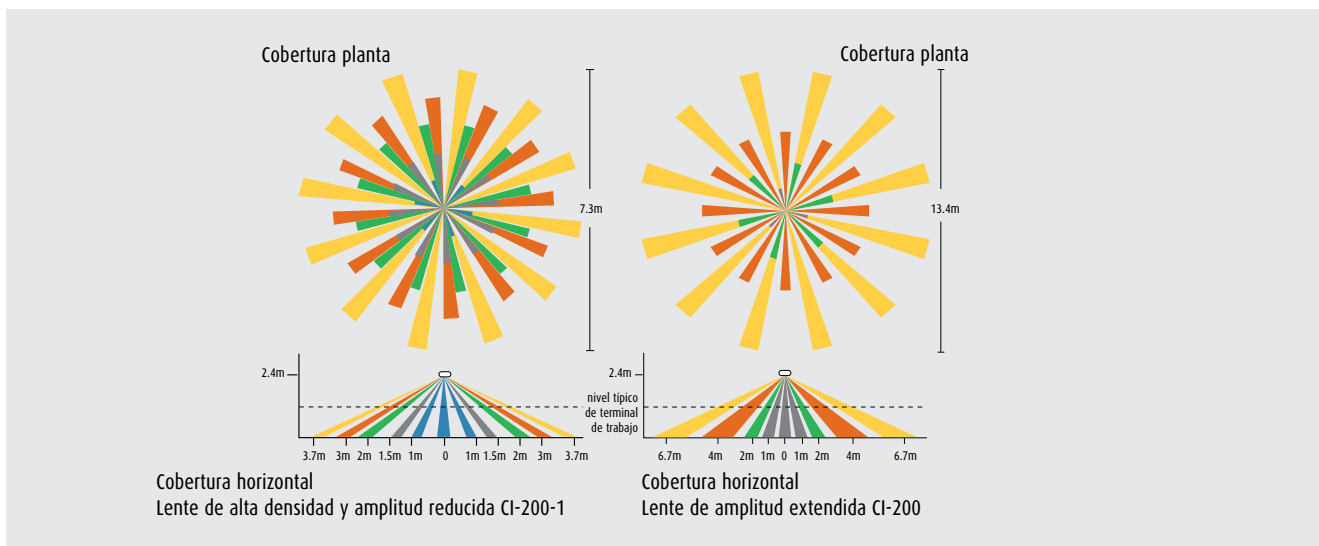 Cobertura planta
7.3m
2.4m
3.7m 3m 2m 1.5m 1m 0 1m 1.5m 2m 3m 3.7m
Cobertura horizontal
Lente de alta densidad y amplitud reducida CI-200-1
Cobertura planta
13.4m
2.4m
nivel típico
de terminal
de trabajo
6.7m 4m 2m 1m 0 1m 2m 4m 6.7m
Cobertura horizontal
Lente de amplitud extendida CI-200